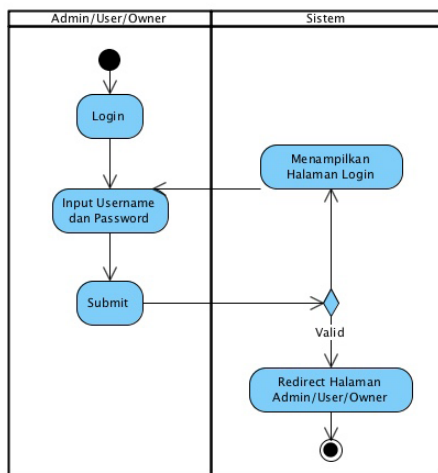 Admin/User/Owner
Sistem
Login
Menampilkan
Halaman Login
Input Username
dan Password
Submit
Valid
Redirect Halaman
Admin/User/Owner